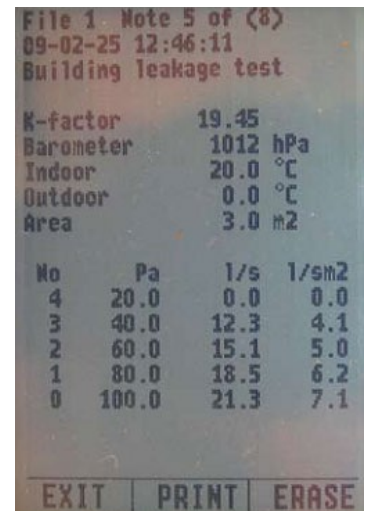 File 1 Note 5 of (8)
09-02-25 12:46:11
Building leakage test
K-factor 19.45
Barometer 1012 hPa
Indoor 20.0 °C
Outdoor 0.0 °C
Area 3.0 m2
No Pa l/s l/sm2
4 20.0 0.0 0.0
3 40.0 12.3 4.1
2 60.0 15.1 5.0
1 80.0 18.5 6.2
0 100.0 21.3 7.1
EXIT PRINT ERASE